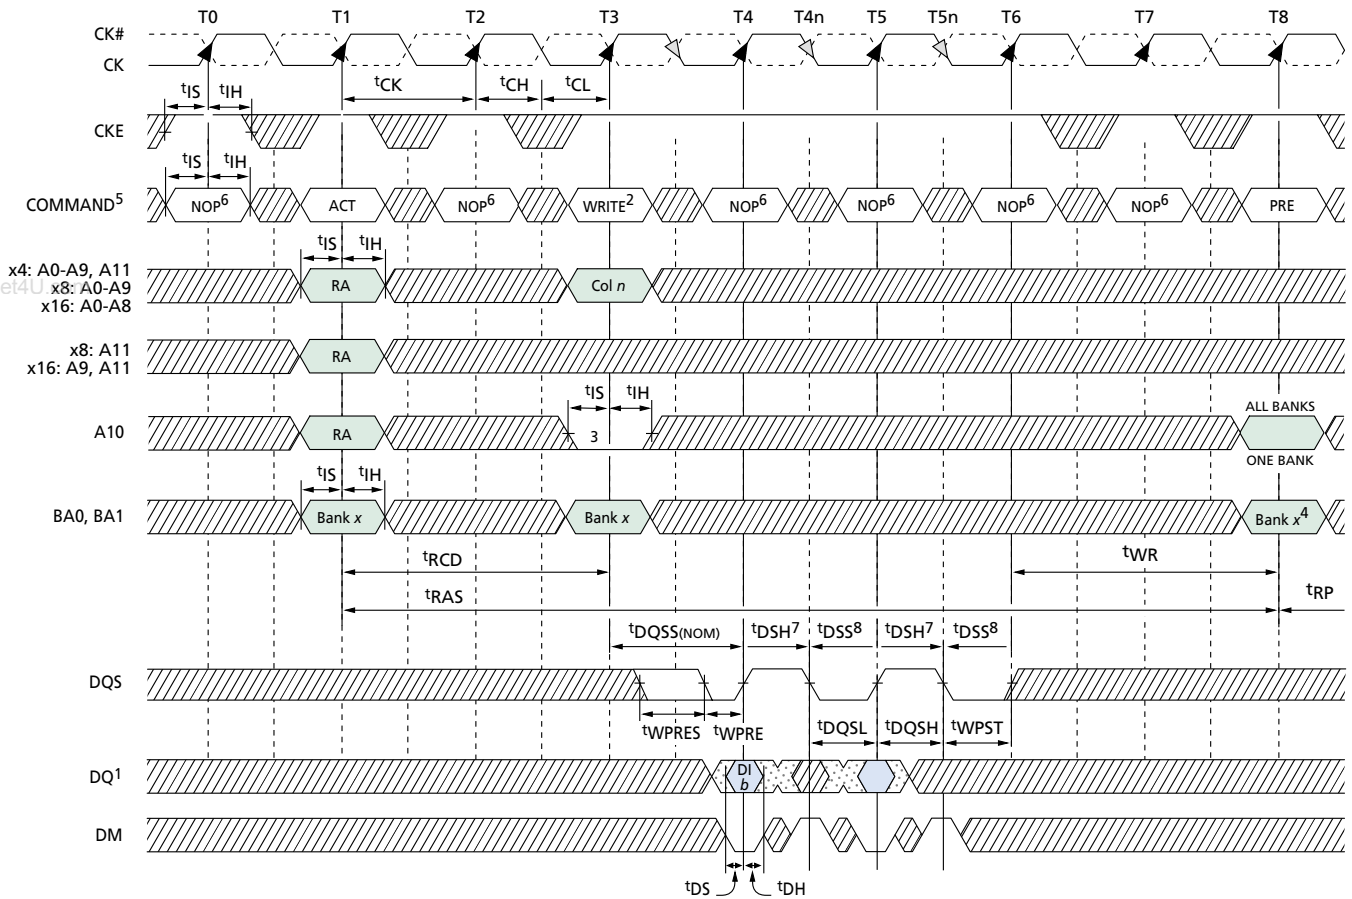 T0 T1 T2 T3 T4 T4n T5 T5n T6 T7 T8
CK#
CK
tIS tIH tCK tCH tCL
CKE
tIS tIH
COMMAND5 NOP6 ACT NOP6 WRITE2 NOP6 NOP6 NOP6 NOP6 PRE
tIS tIH
x4: A0-A9, A11
x8: A0-A9 RA Col n
x16: A0-A8
x8: A11
x16: A9, A11 RA
tIS tIH
ALL BANKS
A10 RA 3
ONE BANK
tIS tIH
BA0, BA1 Bank x Bank x Bank x4
tRCD tWR
tRAS tRP
tDQSS(NOM) tDSH7 tDSS8 tDSH7 tDSS8
DQS
tWPRES tWPRE tDQSL tDQSH tWPST
DQ1 DI
b
DM
tDS tDH